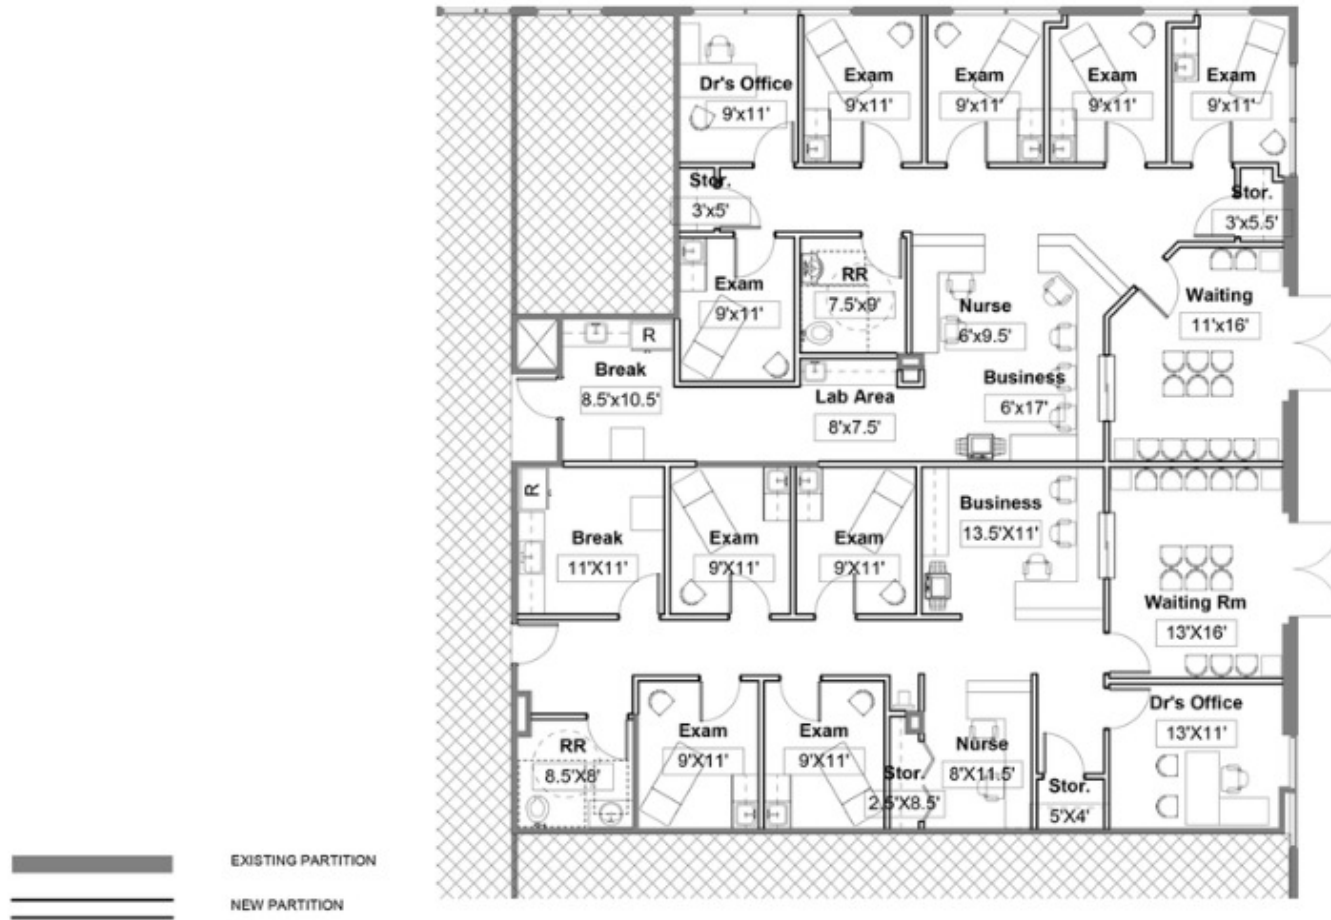 Dr's Office
9'x11'
Exam
9'x11'
Exam
9'x11'
Exam
9'x11'
Exam
9'x11'
Stor.
3'x5'
Stor.
3'x5.5'
Exam
9'x11'
RR
7.5'x9'
Nurse
6'x9.5'
Waiting
11'x16'
R
Break
8.5'x10.5'
Lab Area
8'x7.5'
Business
6'x17'
R
Break
11'X11'
Exam
9'X11'
Exam
9'X11'
Business
13.5'X11'
Waiting Rm
13'X16'
RR
8.5'X8'
Exam
9'X11'
Exam
9'X11'
Stor.
2.5'X8.5'
Nurse
8'X11.5'
Stor.
5'X4'
Dr's Office
13'X11'
EXISTING PARTITION
NEW PARTITION